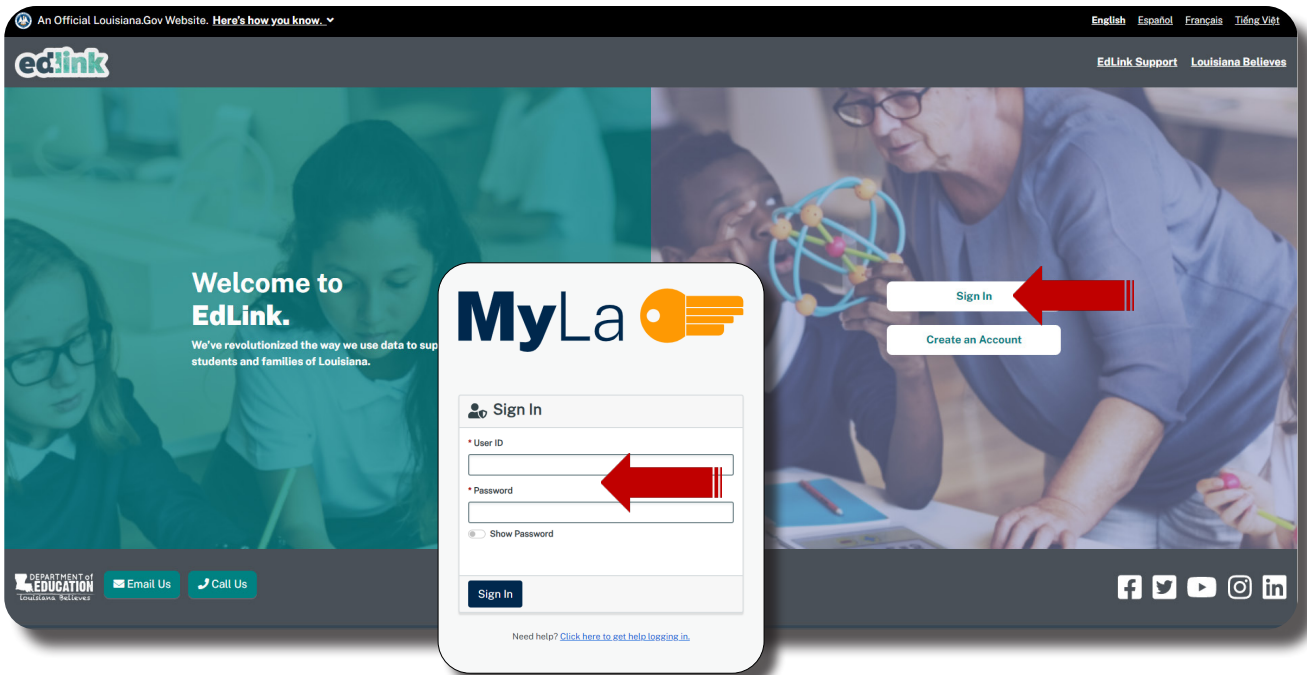 An Official Louisiana.Gov Website. Here's how you know.
English Español Français Tiếng Việt
edlink
EdLink Support Louisiana Believes
Welcome to
EdLink.
We've revolutionized the way we use data to sup
students and families of Louisiana.
Sign In
Create an Account
MyLa
Sign In
* User ID
* Password
Show Password
Sign In
Need help? Click here to get help logging in.
DEPARTMENT of
EDUCATION
Louisiana Believes
Email Us
Call Us